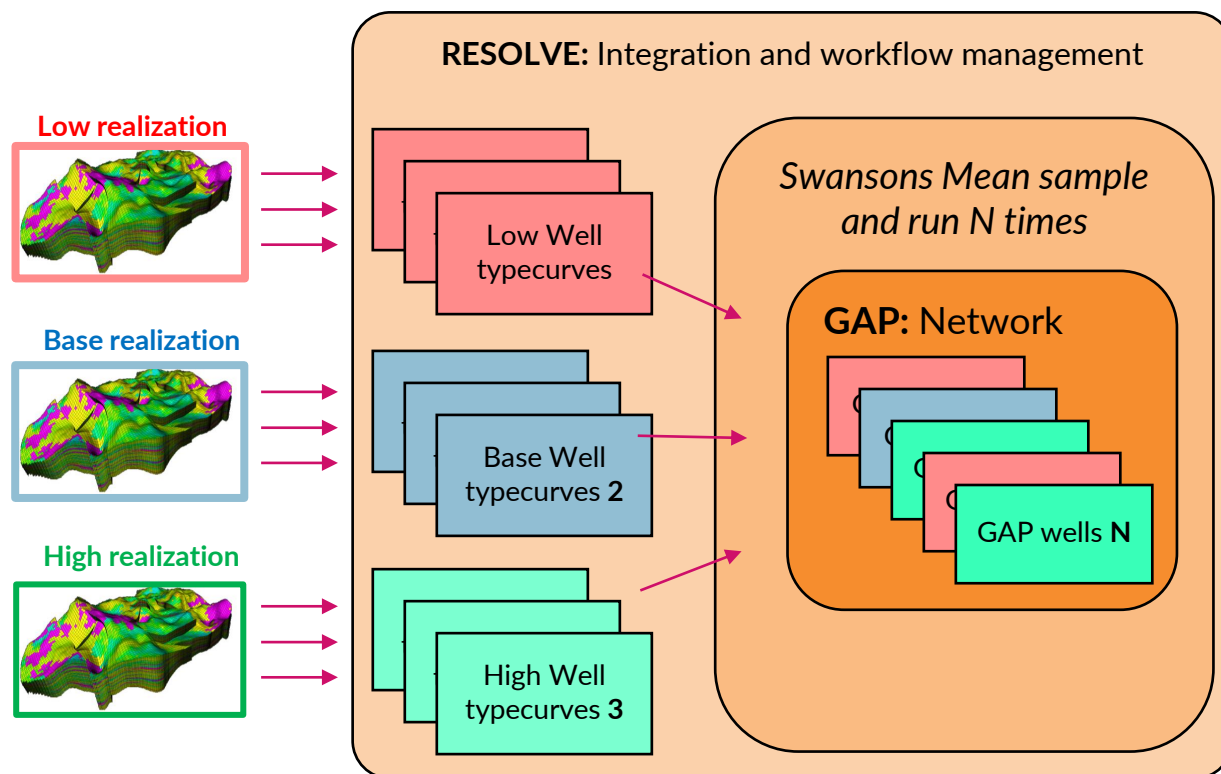 RESOLVE: Integration and workflow management
Low realization
Low Well
typecurves
Base realization
Base Well
typecurves 2
High realization
High Well
typecurves 3
Swansons Mean sample
and run N times
GAP: Network
GAP wells N